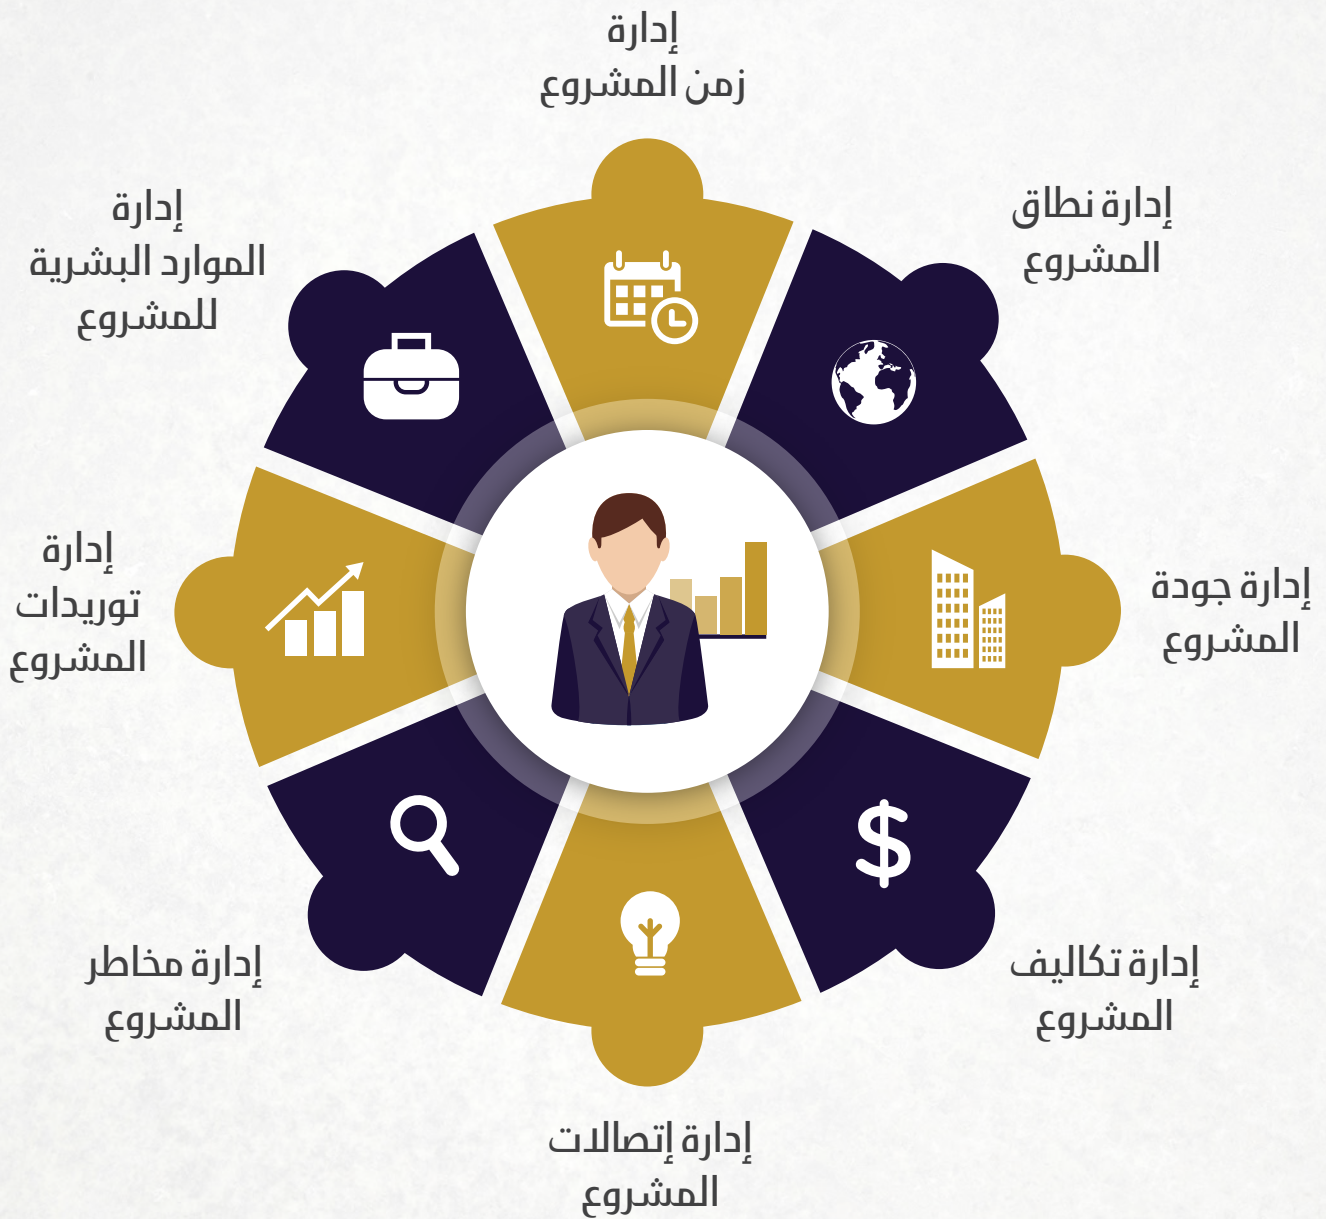 إدارة
زمن المشروع
إدارة نطاق
المشروع
إدارة جودة
المشروع
إدارة تكاليف
المشروع
إدارة إتصالات
المشروع
إدارة مخاطر
المشروع
إدارة
توريدات
المشروع
إدارة
الموارد البشرية
للمشروع